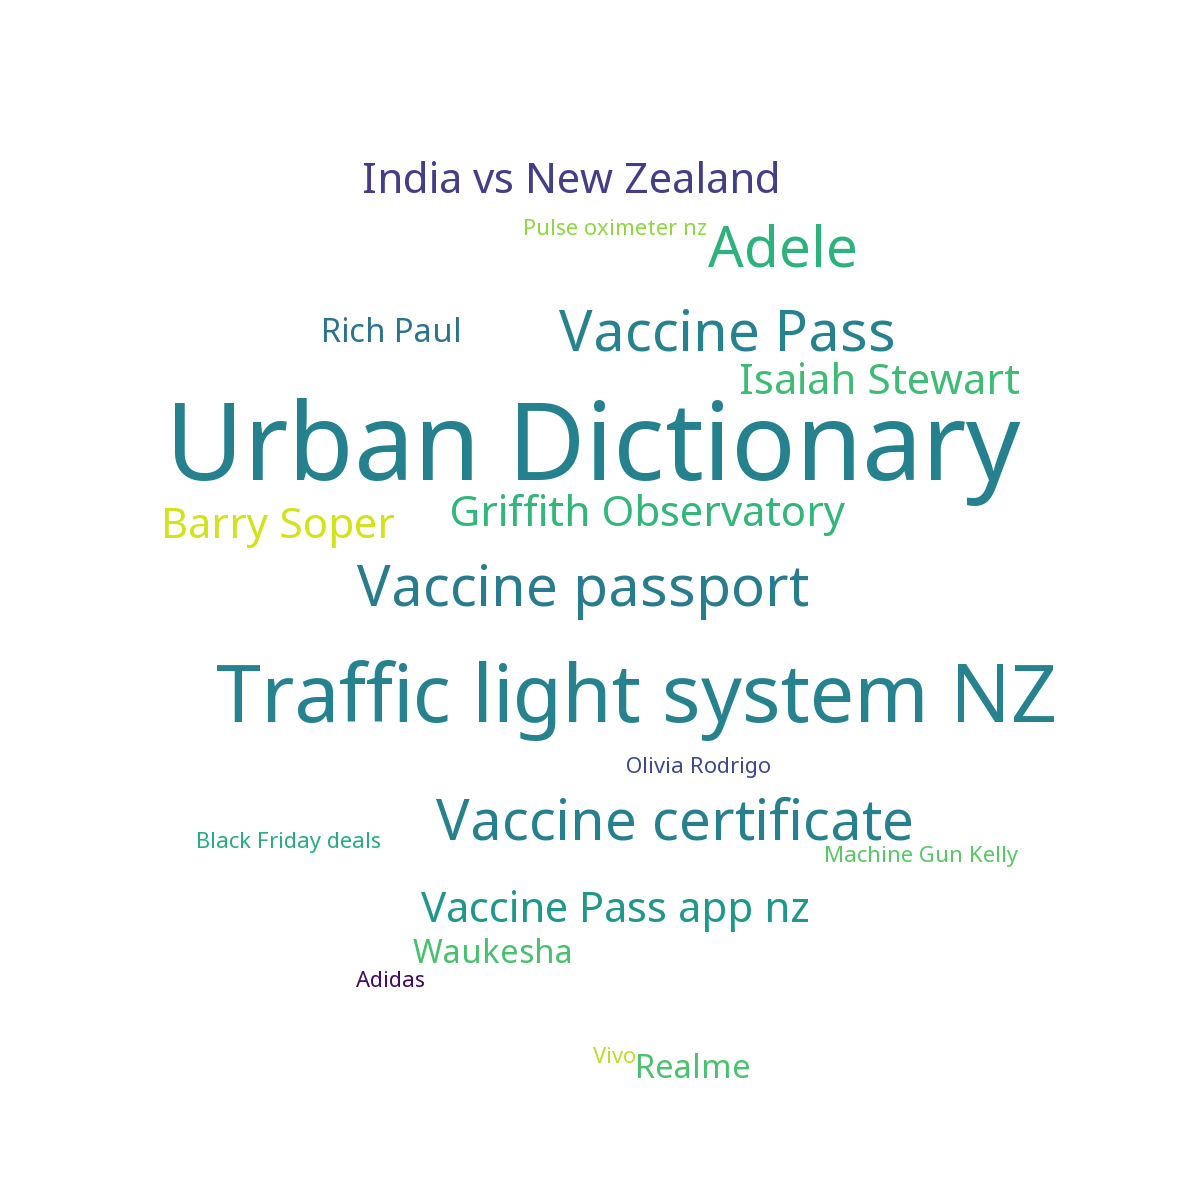 India vs New Zealand
Pulse oximeter nz
Adele
Rich Paul
Vaccine Pass
Isaiah Stewart
Urban Dictionary
Barry Soper
Griffith Observatory
Vaccine passport
Traffic light system NZ
Olivia Rodrigo
Vaccine certificate
Black Friday deals
Machine Gun Kelly
Vaccine Pass app nz
Waukesha
Adidas
Vivo
Realme